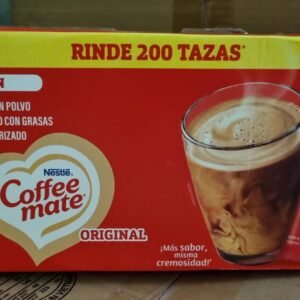 RINDE 200 TAZAS*
N POLVO
O CON GRASAS
RIZADO
Nestlé
Coffee
mate
ORIGINAL
¡Más sabor,
misma
cremosidad!*